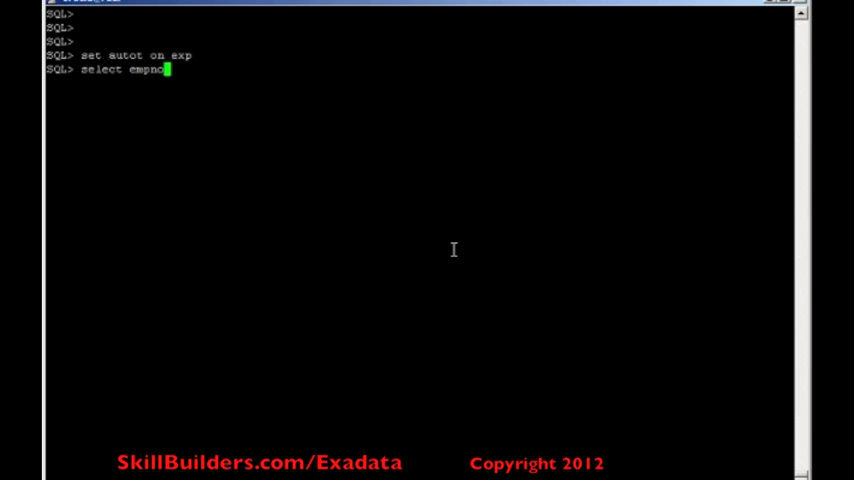 SQL>
SQL>
SQL>
SQL> set autot on exp
SQL> select empno
SkillBuilders.com/Exadata Copyright 2012